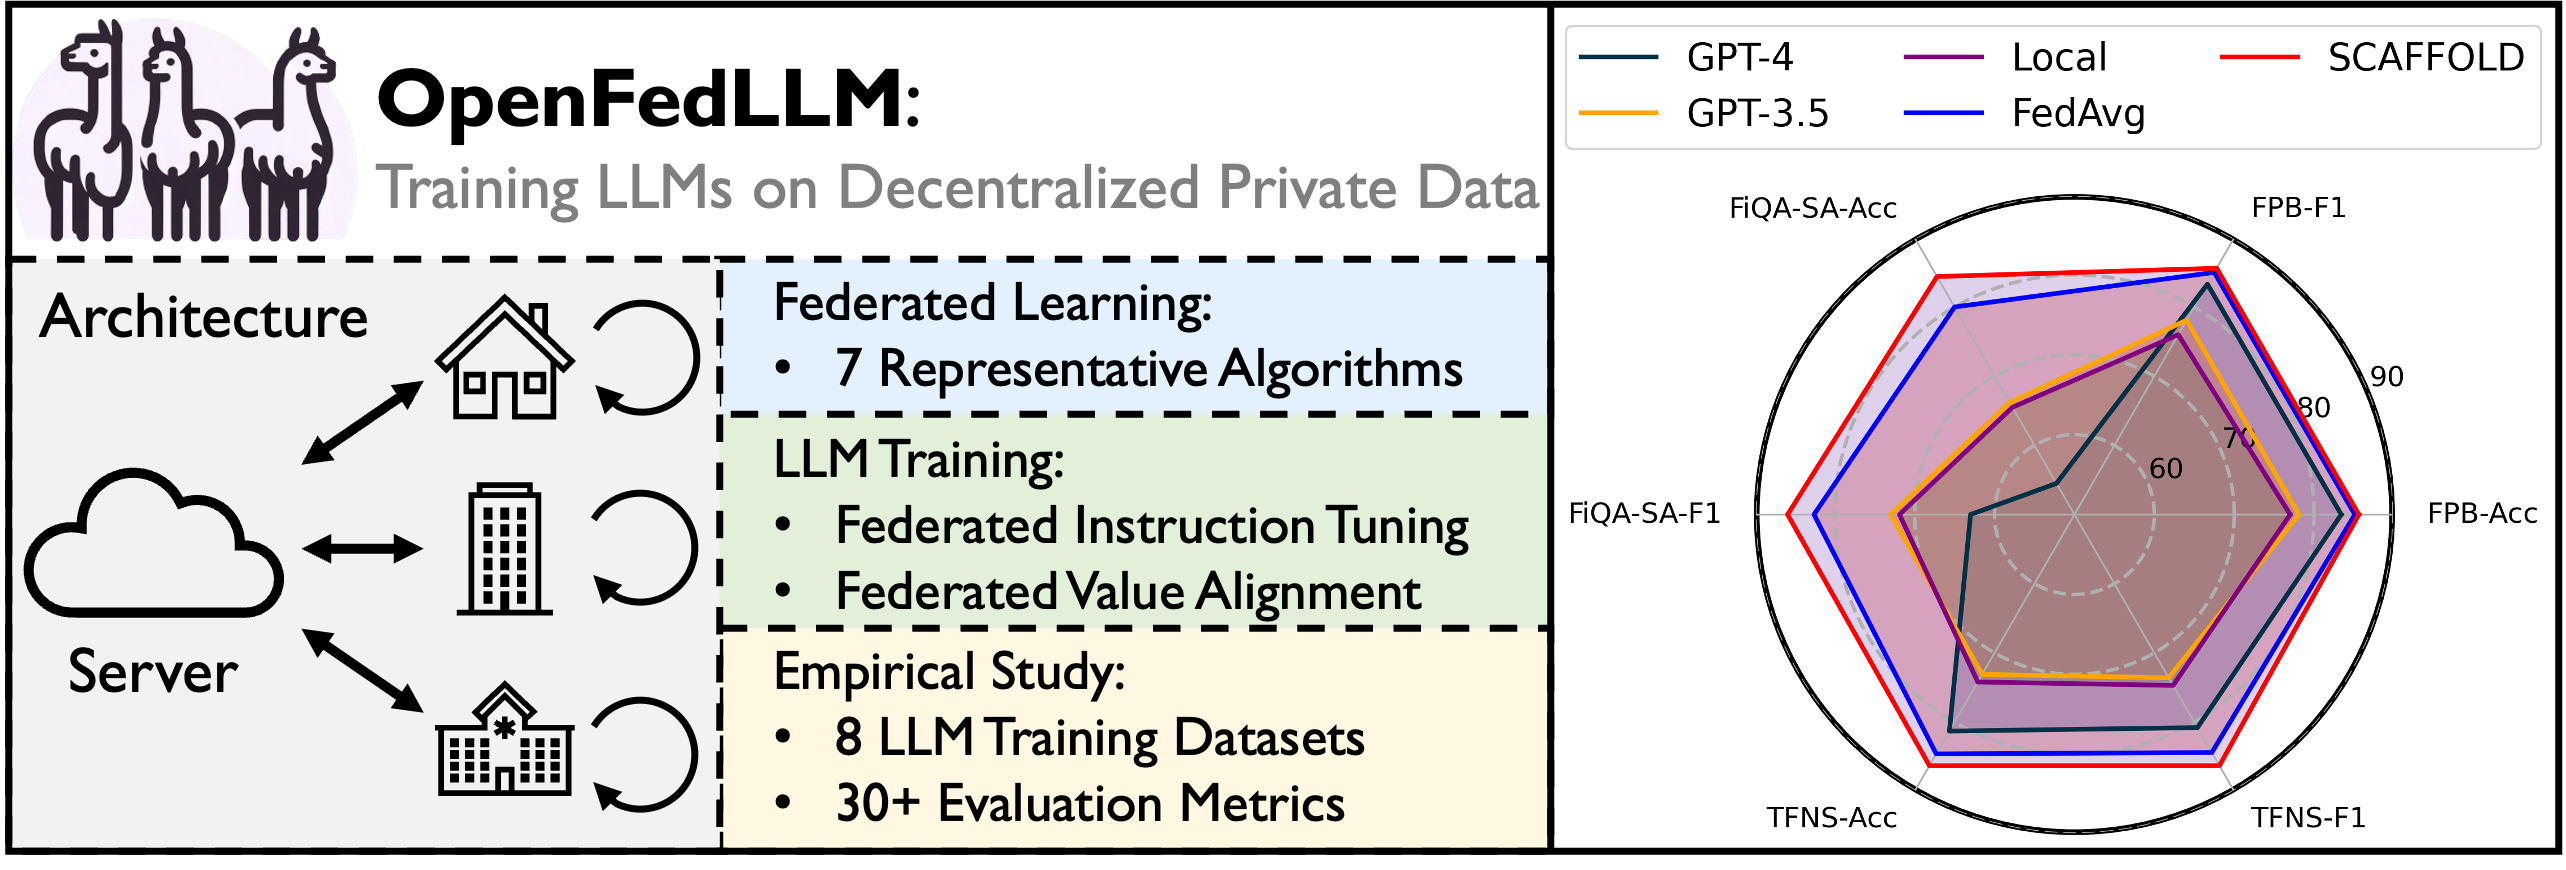 OpenFedLLM:
Training LLMs on Decentralized Private Data
Architecture
Server
Federated Learning:
• 7 Representative Algorithms
LLM Training:
• Federated Instruction Tuning
• Federated Value Alignment
Empirical Study:
• 8 LLM Training Datasets
• 30+ Evaluation Metrics
GPT-4
GPT-3.5
Local
FedAvg
SCAFFOLD
FiQA-SA-Acc
FPB-F1
90
80
70
60
FiQA-SA-F1
FPB-Acc
TFNS-Acc
TFNS-F1